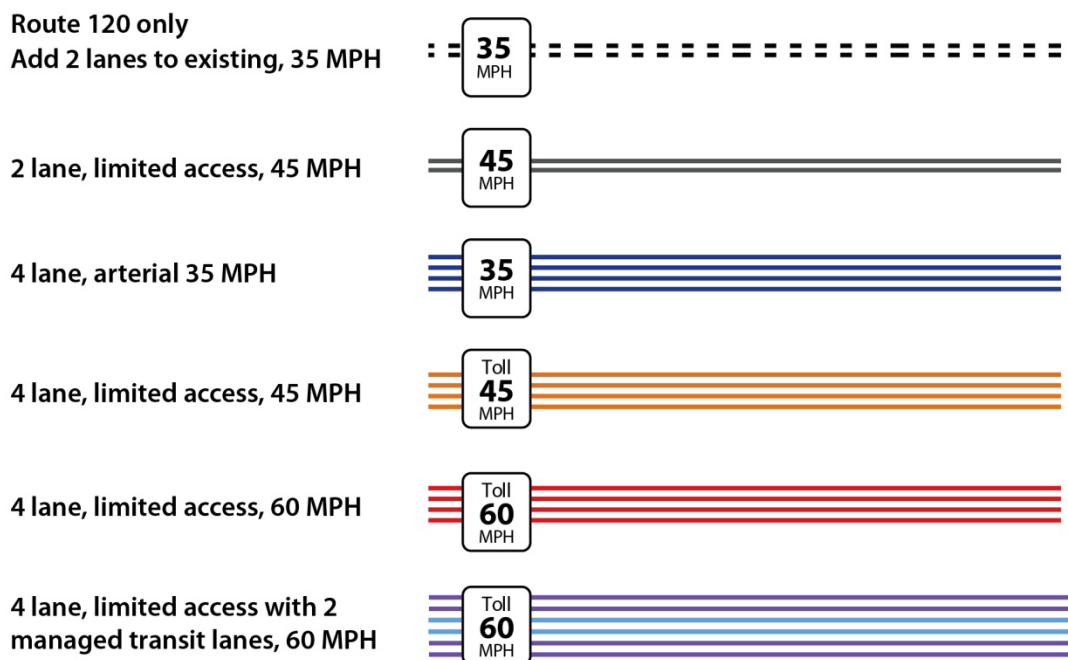 Route 120 only
Add 2 lanes to existing, 35 MPH
35
MPH
2 lane, limited access, 45 MPH
45
MPH
4 lane, arterial 35 MPH
35
MPH
4 lane, limited access, 45 MPH
Toll
45
MPH
4 lane, limited access, 60 MPH
Toll
60
MPH
4 lane, limited access with 2
managed transit lanes, 60 MPH
Toll
60
MPH